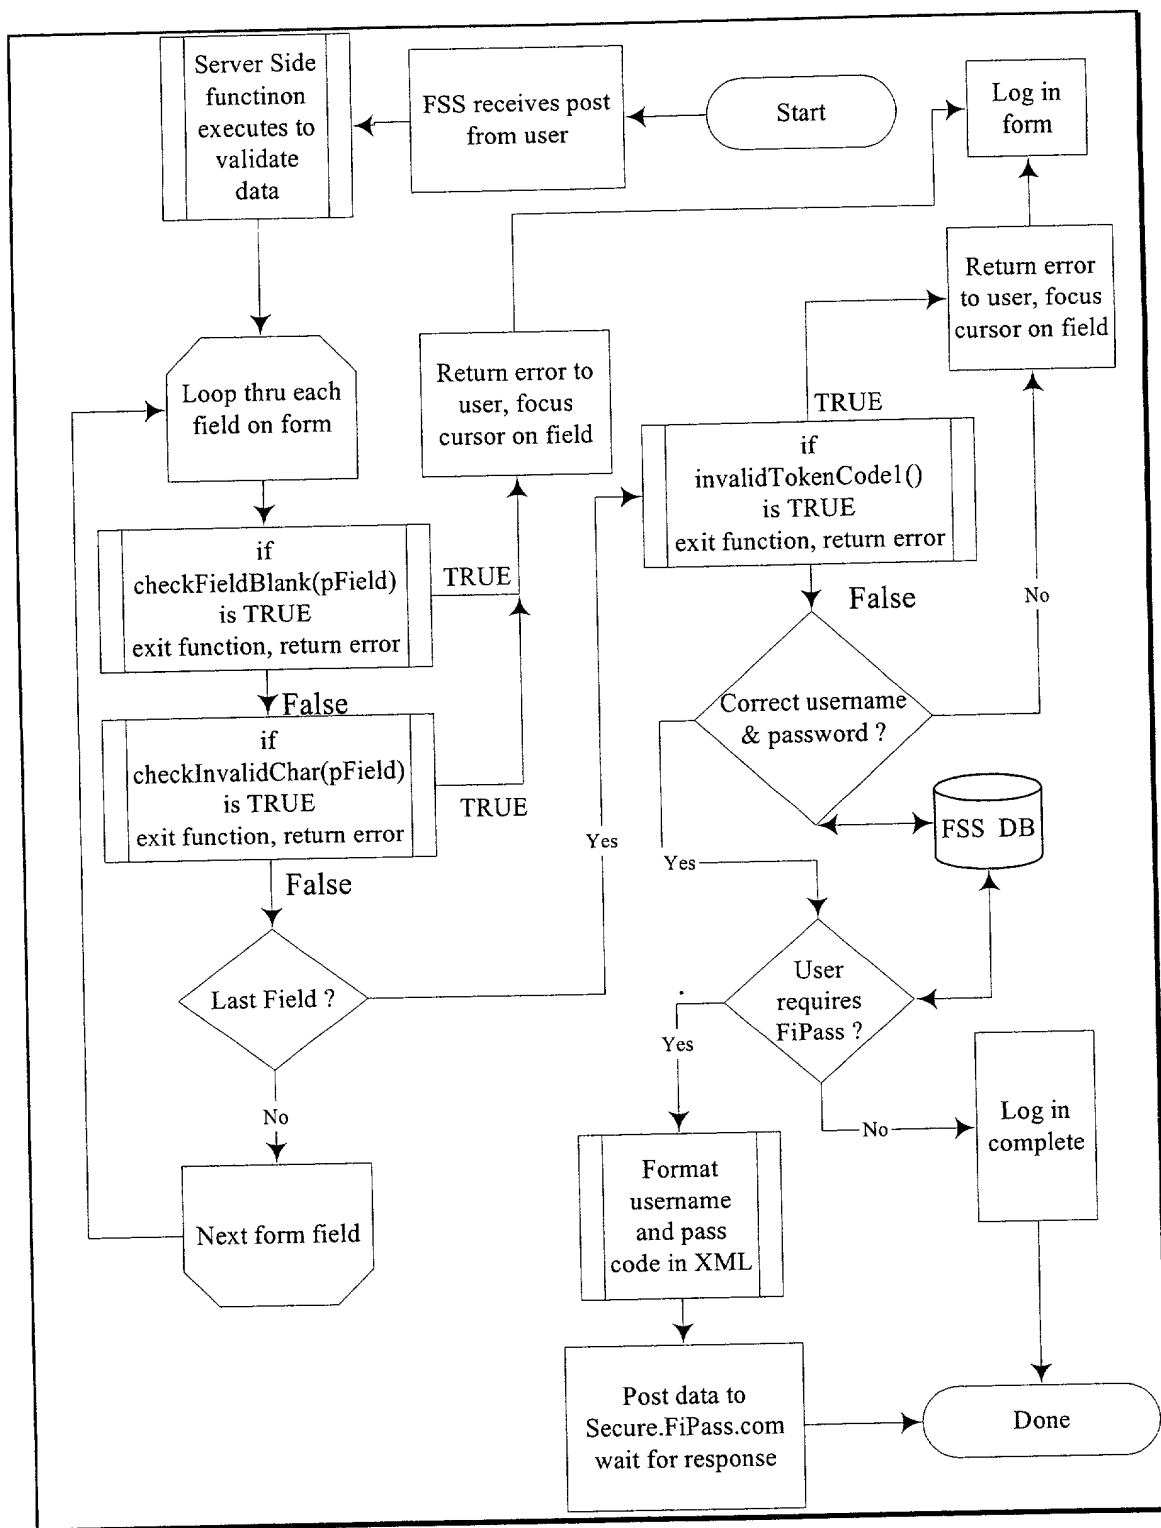 Server Side
functinon
executes to
validate
data
FSS receives post
from user
Start
Log in
form
Return error
to user, focus
cursor on field
Loop thru each
field on form
Return error to
user, focus
cursor on field
TRUE
if
invalidTokenCode1()
is TRUE
exit function, return error
if
checkFieldBlank(pField)
is TRUE
exit function, return error
TRUE
False
No
False
if
checkInvalidChar(pField)
is TRUE
exit function, return error
TRUE
Correct username
& password ?
FSS DB
Yes
Yes
False
Last Field ?
User
requires
FiPass ?
Yes
No
No
Log in
complete
Next form field
Format
username
and pass
code in XML
Post data to
Secure.FiPass.com
wait for response
Done